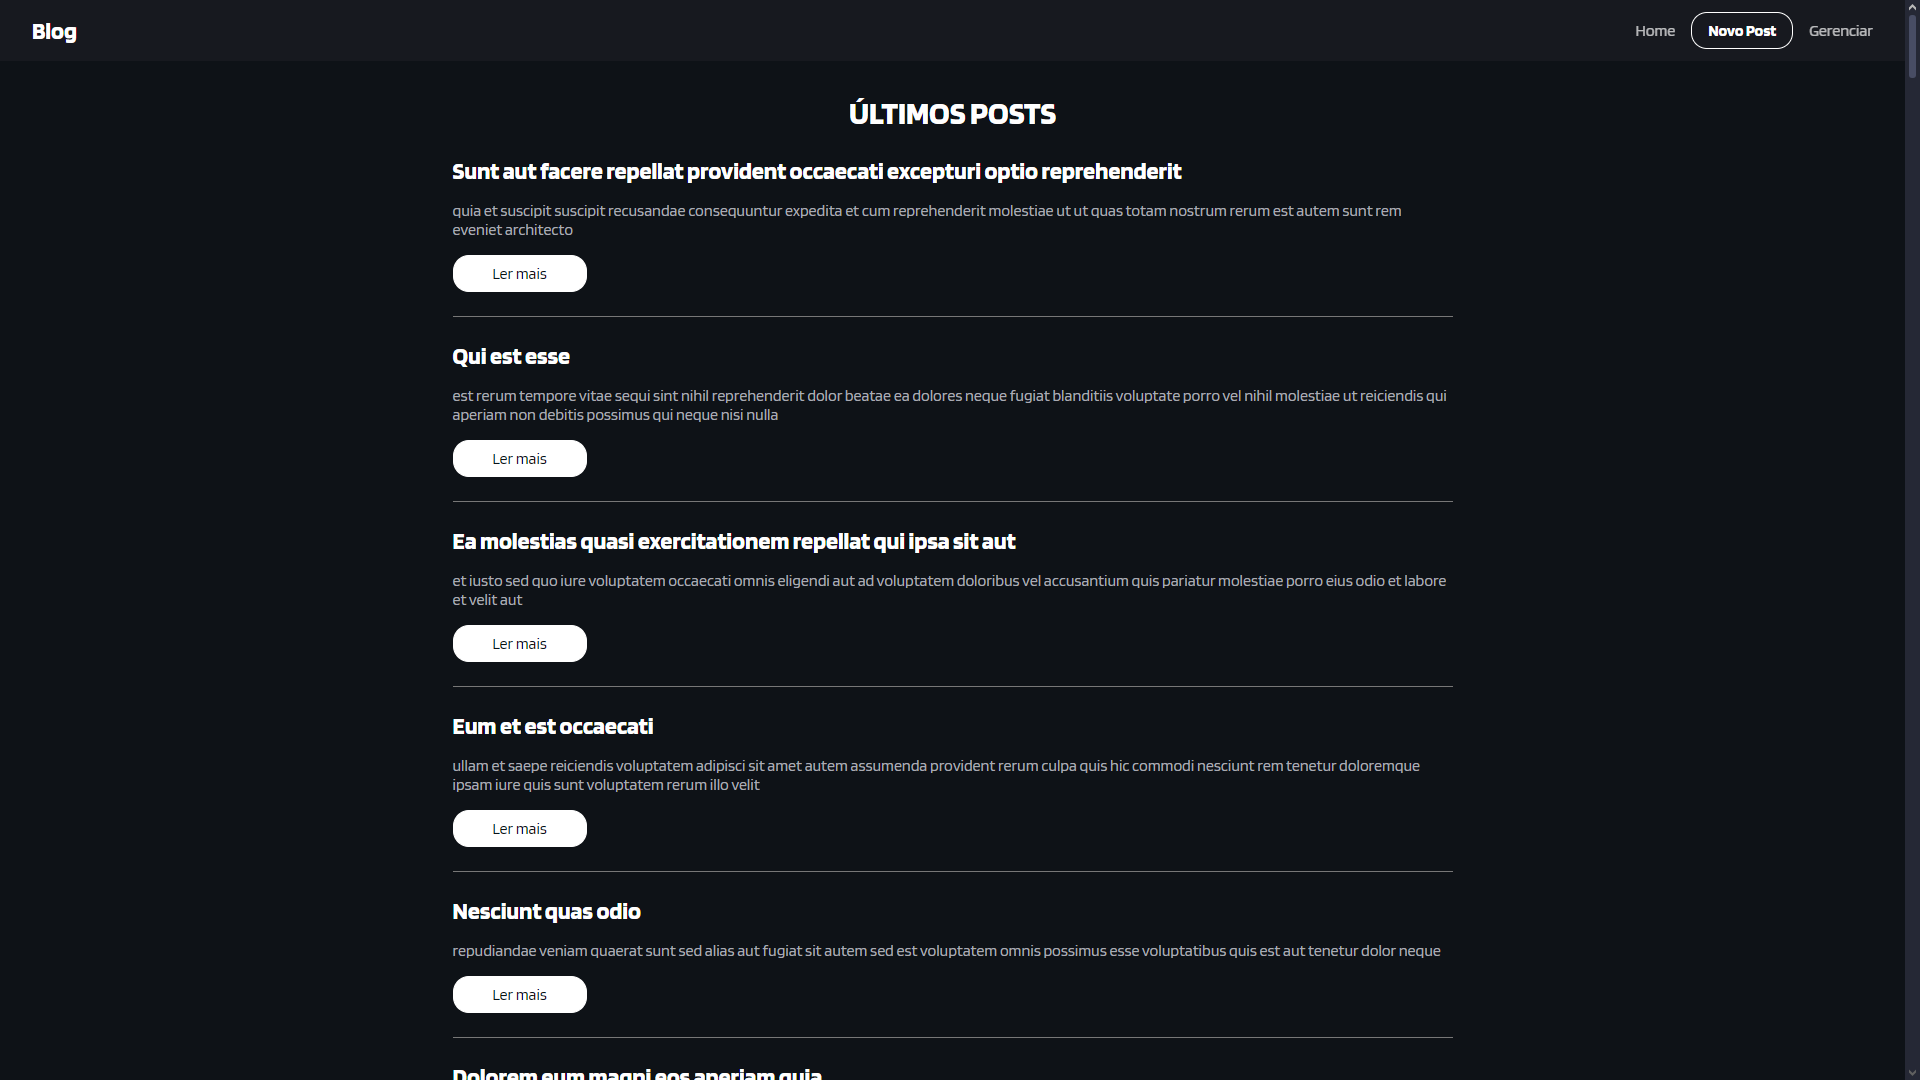 Blog
Home
Novo Post
Gerenciar
ÚLTIMOS POSTS
Sunt aut facere repellat provident occaecati excepturi optio reprehenderit
quia et suscipit suscipit recusandae consequuntur expedita et cum reprehenderit molestiae ut ut quas totam nostrum rerum est autem sunt rem
eveniet architecto
Ler mais
Qui est esse
est rerum tempore vitae sequi sint nihil reprehenderit dolor beatae ea dolores neque fugiat blanditiis voluptate porro vel nihil molestiae ut reiciendis qui
aperiam non debitis possimus qui neque nisi nulla
Ler mais
Ea molestias quasi exercitationem repellat qui ipsa sit aut
et iusto sed quo iure voluptatem occaecati omnis eligendi aut ad voluptatem doloribus vel accusantium quis pariatur molestiae porro eius odio et labore
et velit aut
Ler mais
Eum et est occaecati
ullam et saepe reiciendis voluptatem adipisci sit amet autem assumenda provident rerum culpa quis hic commodi nesciunt rem tenetur doloremque
ipsam iure quis sunt voluptatem rerum illo velit
Ler mais
Nesciunt quas odio
repudiandae veniam quaerat sunt sed alias aut fugiat sit autem sed est voluptatem omnis possimus esse voluptatibus quis est aut tenetur dolor neque
Ler mais
Dolorem eum magni eos aperiam quia